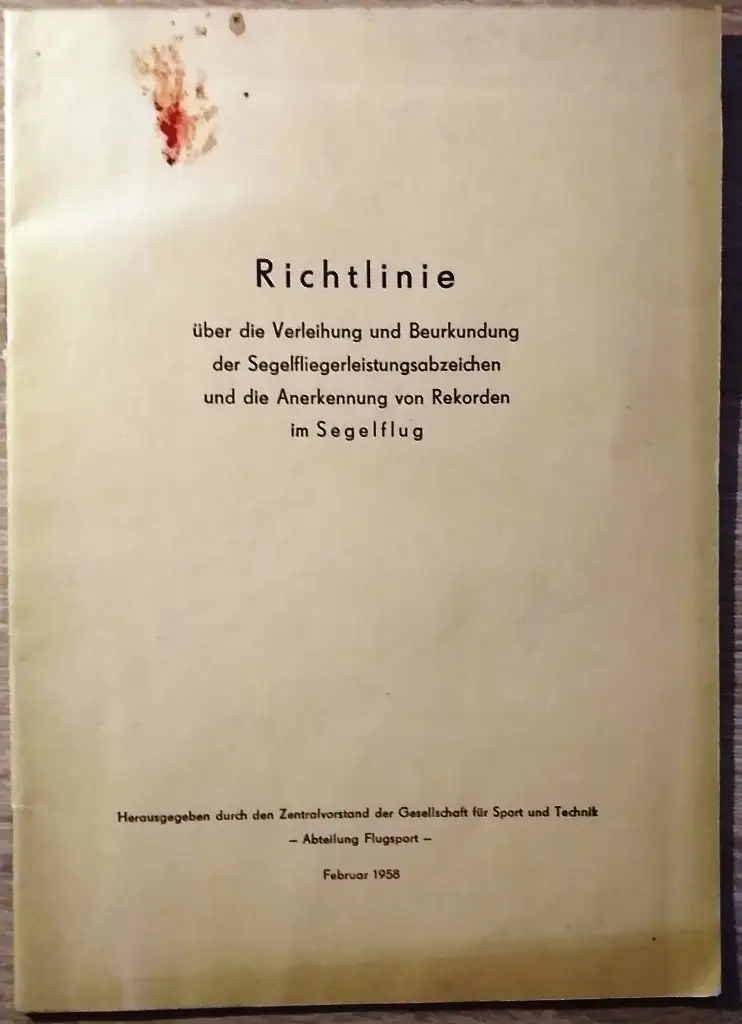 Richtlinie
über die Verleihung und Beurkundung
der Segelfliegerleistungsabzeichen
und die Anerkennung von Rekorden
im Segelflug
Herausgegeben durch den Zentralvorstand der Gesellschaft für Sport und Technik
– Abteilung Flugsport –
Februar 1958